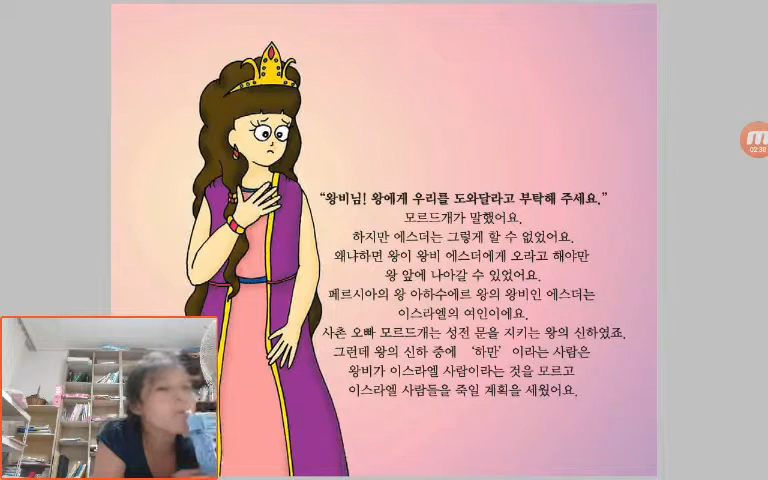 "왕비님! 왕에게 우리를 도와달라고 부탁해 주세요."
모르드개가 말했어요.
하지만 에스더는 그렇게 할 수 없었어요.
왜냐하면 왕이 왕비 에스더에게 오라고 해야만
왕 앞에 나아갈 수 있었어요.
페르시아의 왕 아하수에르 왕의 왕비인 에스더는
이스라엘의 여인이에요.
사촌 오빠 모르드개는 성전 문을 지키는 왕의 신하였죠.
그런데 왕의 신하 중에 '하만' 이라는 사람은
왕비가 이스라엘 사람이라는 것을 모르고
이스라엘 사람들을 죽일 계획을 세웠어요.
02:38